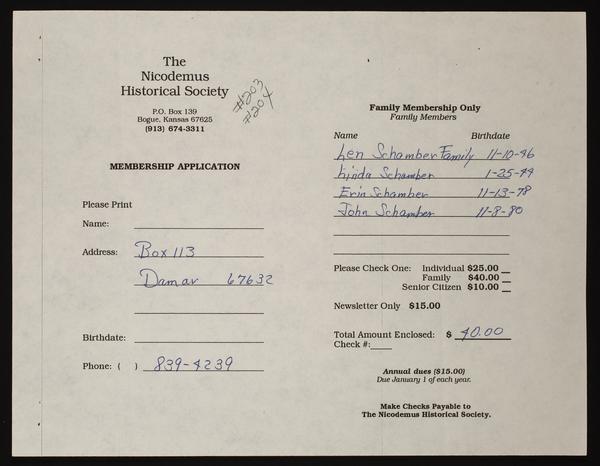 The
Nicodemus
Historical Society
#203
#204
P.O. Box 139
Bogue, Kansas 67625
(913) 674-3311
MEMBERSHIP APPLICATION
Please Print
Name:
Address: Box 113
Damar 67632
Birthdate:
Phone: ( ) 839-4239
Family Membership Only
Family Members
Name Birthdate
Len Schamber Family 11-10-46
Linda Schamber 1-25-49
Erin Schamber 11-13-78
John Schamber 11-8-80
Please Check One: Individual $25.00
Family $40.00
Senior Citizen $10.00
Newsletter Only $15.00
Total Amount Enclosed: $ 40.00
Check #:
Annual dues ($15.00)
Due January 1 of each year.
Make Checks Payable to
The Nicodemus Historical Society.